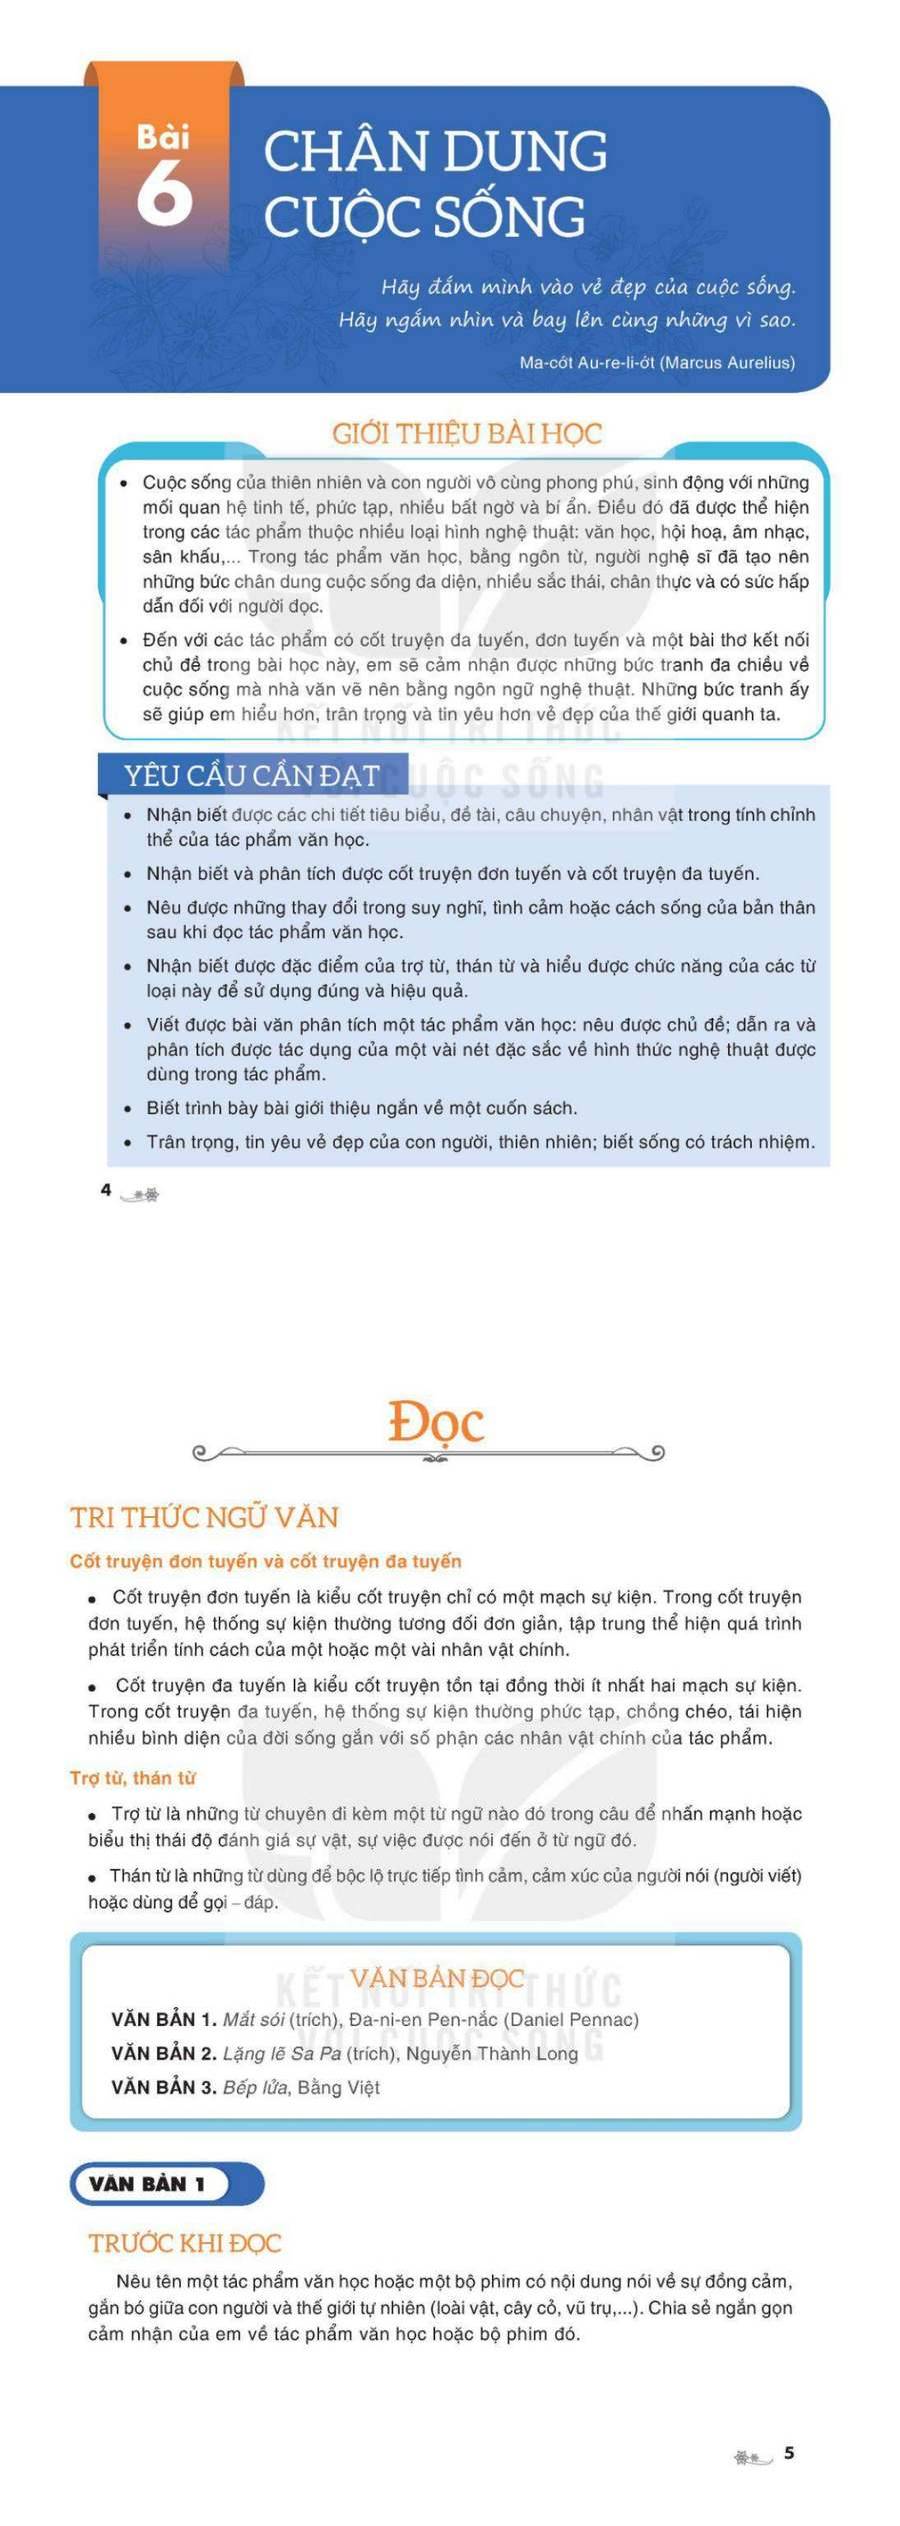 Bài
6
CHÂN DUNG
CUỘC SỐNG
Hãy đắm mình vào vẻ đẹp của cuộc sống.
Hãy ngắm nhìn và bay lên cùng những vì sao.
Ma-cớt Au-re-li-ớt (Marcus Aurelius)
GIỚI THIỆU BÀI HỌC
• Cuộc sống của thiên nhiên và con người vô cùng phong phú, sinh động với những
mối quan hệ tinh tế, phức tạp, nhiều bất ngờ và bí ẩn. Điều đó đã được thể hiện
trong các tác phẩm thuộc nhiều loại hình nghệ thuật: văn học, hội hoạ, âm nhạc,
sân khấu,... Trong tác phẩm văn học, bằng ngôn từ, người nghệ sĩ đã tạo nên
những bức chân dung cuộc sống đa diện, nhiều sắc thái, chân thực và có sức hấp
dẫn đối với người đọc.
• Đến với các tác phẩm có cốt truyện đa tuyến, đơn tuyến và một bài thơ kết nối
chủ đề trong bài học này, em sẽ cảm nhận được những bức tranh đa chiều về
cuộc sống mà nhà văn vẽ nên bằng ngôn ngữ nghệ thuật. Những bức tranh ấy
sẽ giúp em hiểu hơn, trân trọng và tin yêu hơn vẻ đẹp của thế giới quanh ta.
KẾT NỐI TRI THỨC
VỚI CUỘC SỐNG
YÊU CẦU CẦN ĐẠT
• Nhận biết được các chi tiết tiêu biểu, đề tài, câu chuyện, nhân vật trong tính chỉnh
thể của tác phẩm văn học.
• Nhận biết và phân tích được cốt truyện đơn tuyến và cốt truyện đa tuyến.
• Nêu được những thay đổi trong suy nghĩ, tình cảm hoặc cách sống của bản thân
sau khi đọc tác phẩm văn học.
• Nhận biết được đặc điểm của trợ từ, thán từ và hiểu được chức năng của các từ
loại này để sử dụng đúng và hiệu quả.
• Viết được bài văn phân tích một tác phẩm văn học: nêu được chủ đề; dẫn ra và
phân tích được tác dụng của một vài nét đặc sắc về hình thức nghệ thuật được
dùng trong tác phẩm.
• Biết trình bày bài giới thiệu ngắn về một cuốn sách.
• Trân trọng, tin yêu vẻ đẹp của con người, thiên nhiên; biết sống có trách nhiệm.
4
Đọc
TRI THỨC NGỮ VĂN
Cốt truyện đơn tuyến và cốt truyện đa tuyến
• Cốt truyện đơn tuyến là kiểu cốt truyện chỉ có một mạch sự kiện. Trong cốt truyện
đơn tuyến, hệ thống sự kiện thường tương đối đơn giản, tập trung thể hiện quá trình
phát triển tính cách của một hoặc một vài nhân vật chính.
• Cốt truyện đa tuyến là kiểu cốt truyện tồn tại đồng thời ít nhất hai mạch sự kiện.
Trong cốt truyện đa tuyến, hệ thống sự kiện thường phức tạp, chồng chéo, tái hiện
nhiều bình diện của đời sống gắn với số phận các nhân vật chính của tác phẩm.
Trợ từ, thán từ
• Trợ từ là những từ chuyên đi kèm một từ ngữ nào đó trong câu để nhấn mạnh hoặc
biểu thị thái độ đánh giá sự vật, sự việc được nói đến ở từ ngữ đó.
• Thán từ là những từ dùng để bộc lộ trực tiếp tình cảm, cảm xúc của người nói (người viết)
hoặc dùng để gọi – đáp.
VĂN BẢN ĐỌC
KẾT NỐI TRI THỨC
VĂN BẢN 1. Mắt sói (trích), Đa-ni-en Pen-nắc (Daniel Pennac)
VỚI CUỘC SỐNG
VĂN BẢN 2. Lặng lẽ Sa Pa (trích), Nguyễn Thành Long
VĂN BẢN 3. Bếp lửa, Bằng Việt
VĂN BẢN 1
TRƯỚC KHI ĐỌC
Nêu tên một tác phẩm văn học hoặc một bộ phim có nội dung nói về sự đồng cảm,
gắn bó giữa con người và thế giới tự nhiên (loài vật, cây cỏ, vũ trụ,...). Chia sẻ ngắn gọn
cảm nhận của em về tác phẩm văn học hoặc bộ phim đó.
5